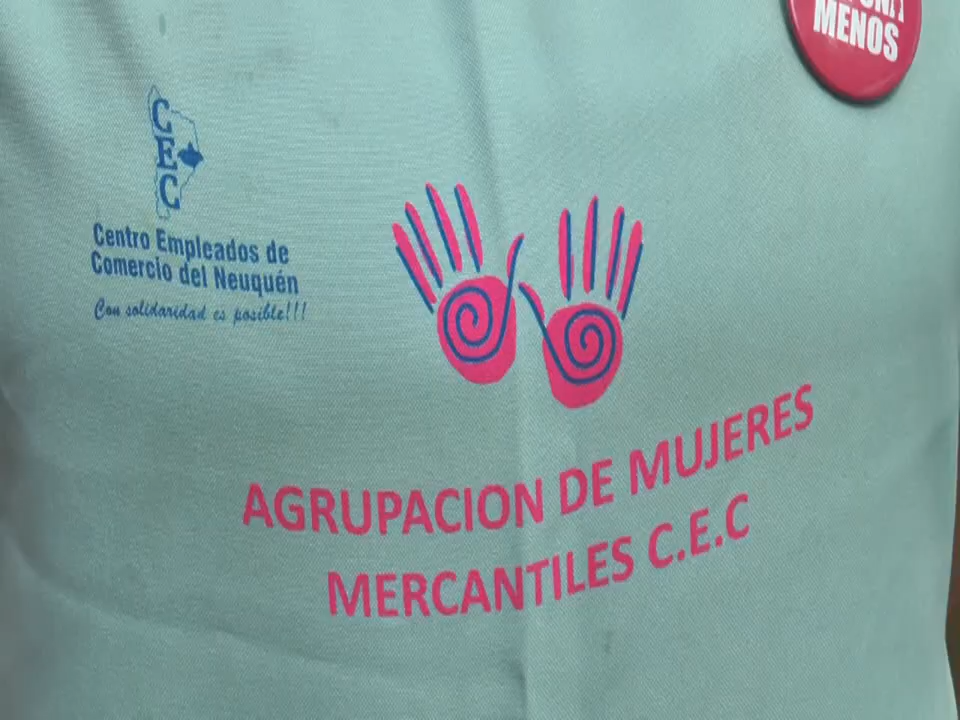 MENOS
CEC
Centro Empleados de
Comercio del Neuquén
Con solidaridad es posible!!!
AGRUPACION DE MUJERES
MERCANTILES C.E.C